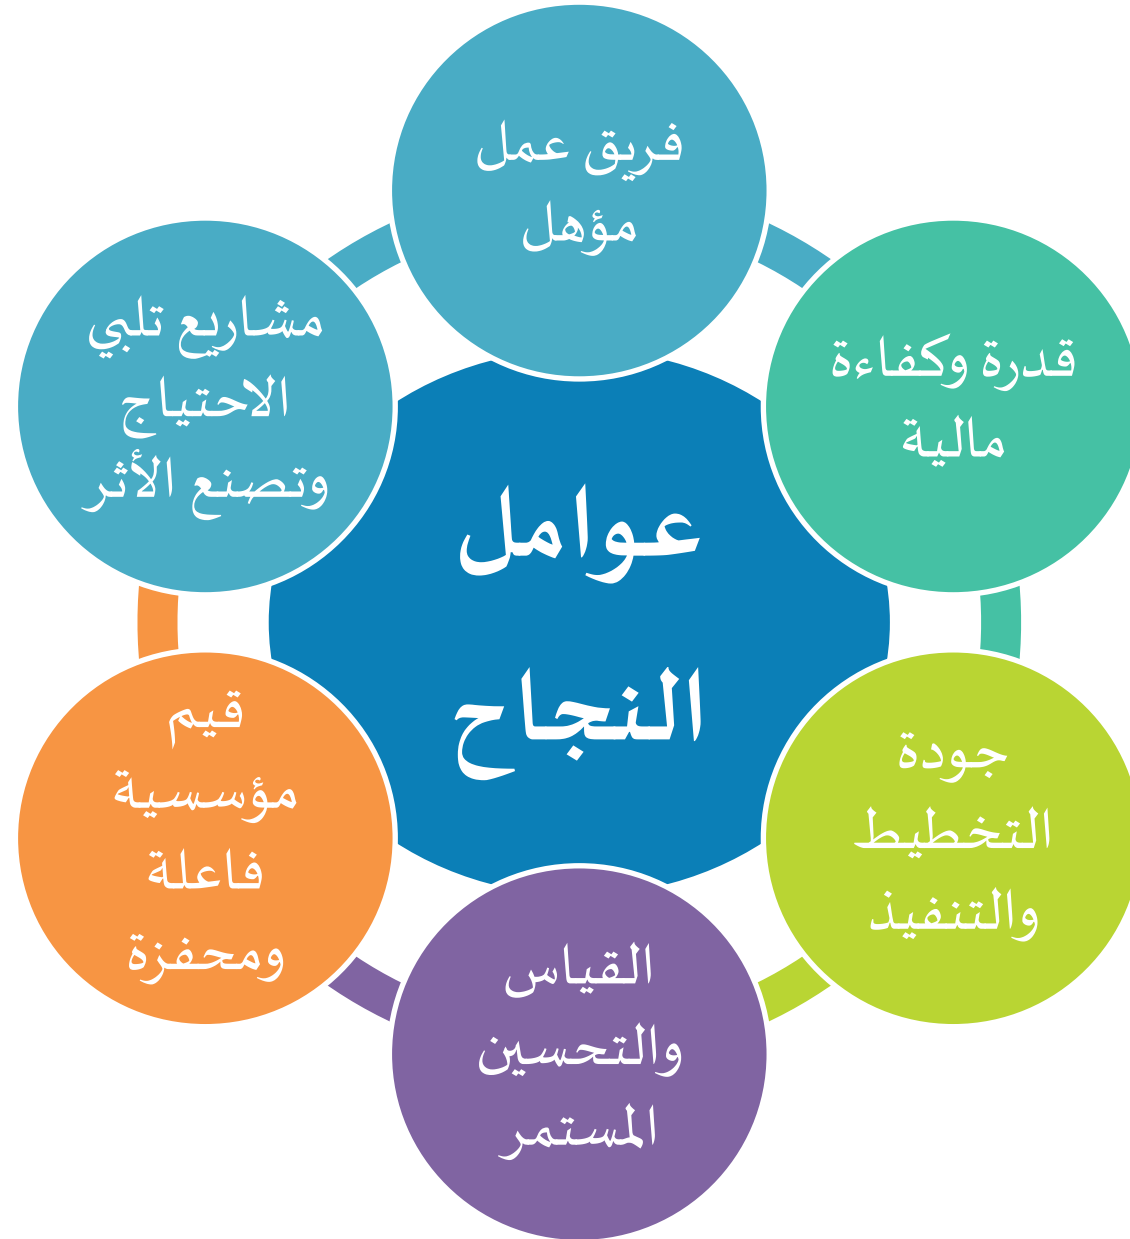 فريق عمل
مؤهل
قدرة وكفاءة
مالية
جودة
التخطيط
والتنفيذ
القياس
والتحسين
المستمر
قيم
مؤسسية
فاعلة
ومحفزة
مشاريع تلبي
الاحتياج
وتصنع الأثر
عوامل
النجاح